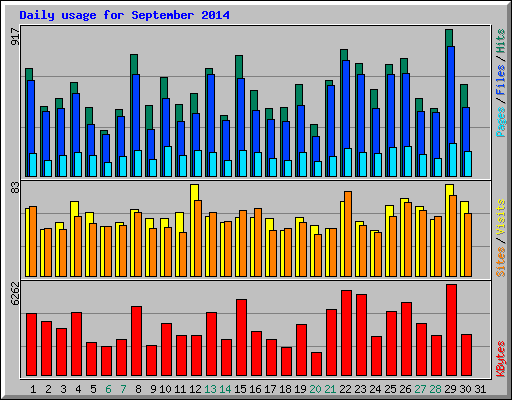 Daily usage for September 2014
917
Pages / Files / Hits
83
Sites / Visits
6262
KBytes
1 2 3 4 5 6 7 8 9 10 11 12 13 14 15 16 17 18 19 20 21 22 23 24 25 26 27 28 29 30 31